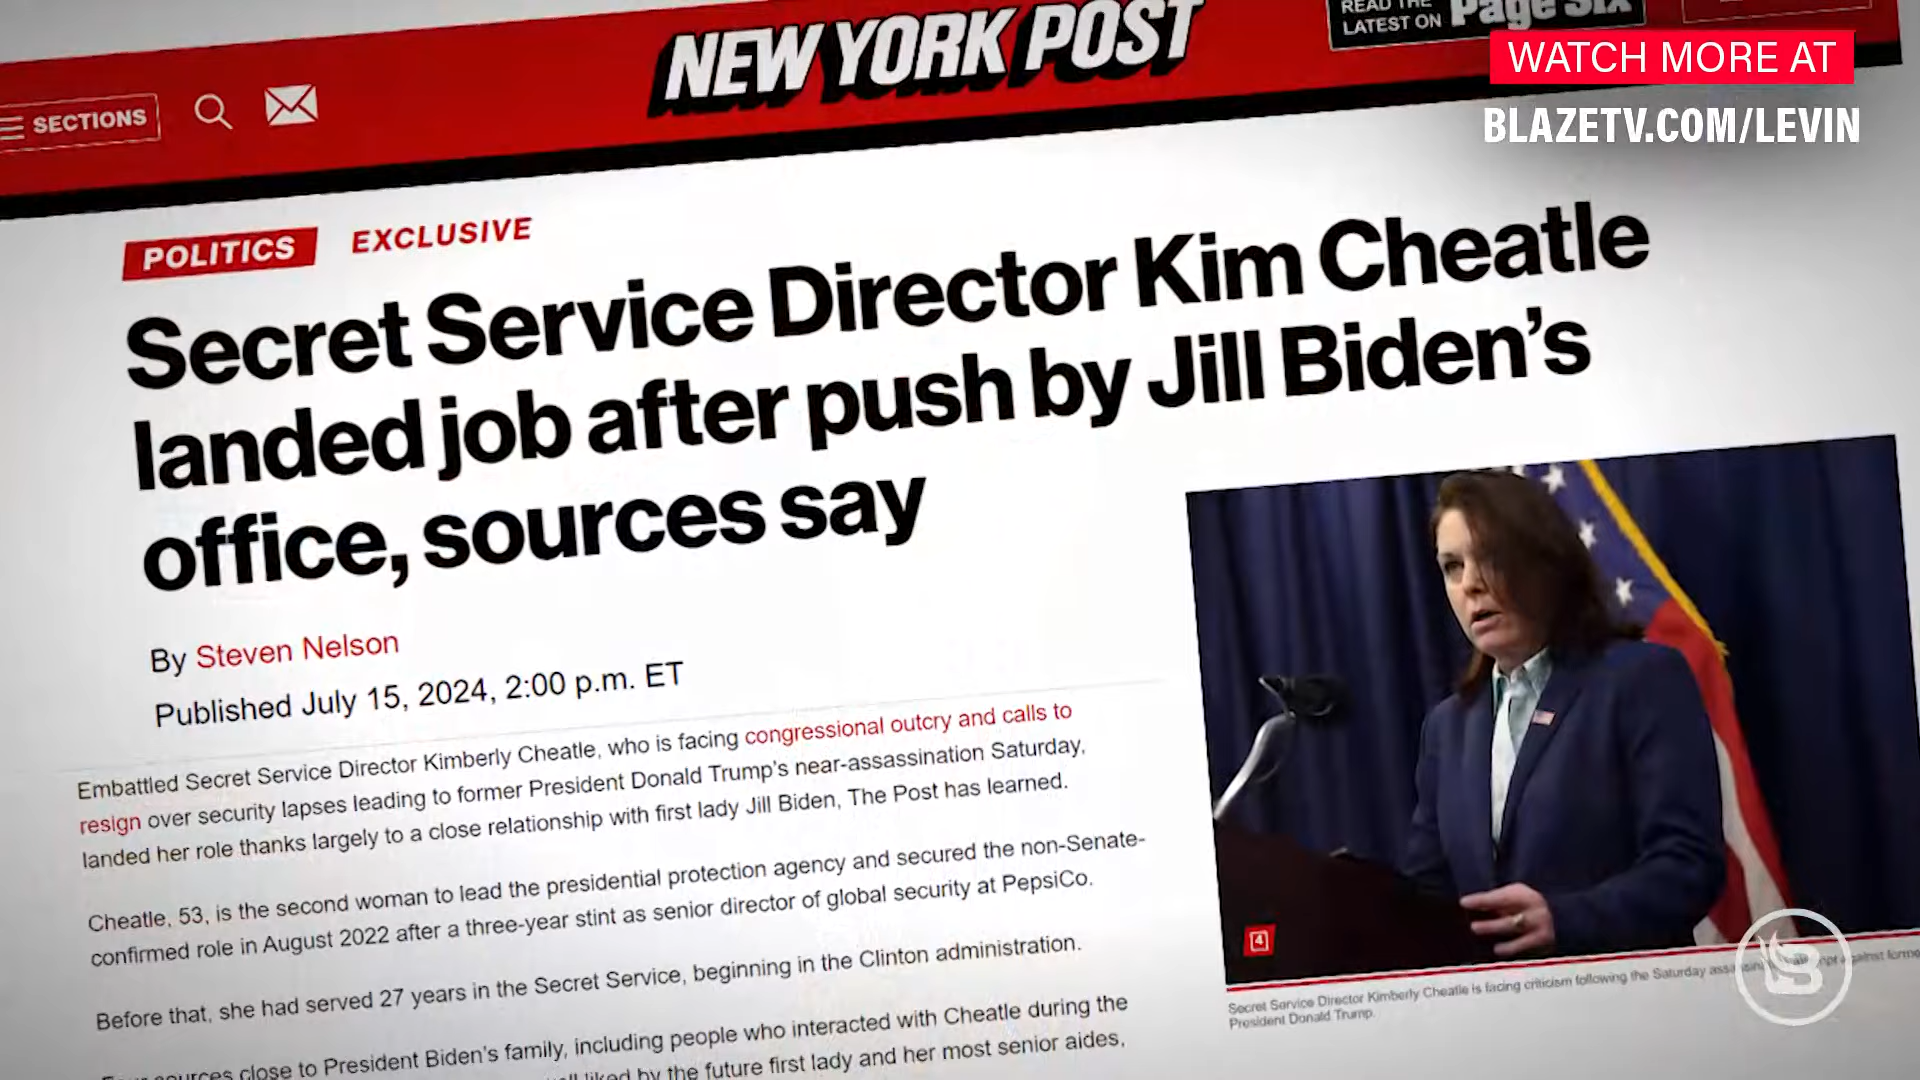 READ THE
LATEST ON Page Six
WATCH MORE AT
BLAZETV.COM/LEVIN
SECTIONS
NEW YORK POST
POLITICS EXCLUSIVE
Secret Service Director Kim Cheatle
landed job after push by Jill Biden's
office, sources say
By Steven Nelson
Published July 15, 2024, 2:00 p.m. ET
Embattled Secret Service Director Kimberly Cheatle, who is facing congressional outcry and calls to
resign over security lapses leading to former President Donald Trump's near-assassination Saturday,
landed her role thanks largely to a close relationship with first lady Jill Biden, The Post has learned.
Cheatle, 53, is the second woman to lead the presidential protection agency and secured the non-Senate-
confirmed role in August 2022 after a three-year stint as senior director of global security at PepsiCo.
Before that, she had served 27 years in the Secret Service, beginning in the Clinton administration.
sources close to President Biden's family, including people who interacted with Cheatle during the
liked by the future first lady and her most senior aides,
4
Secret Service Director Kimberly Cheatle is facing criticism following the Saturday against
President Donald Trump.
B